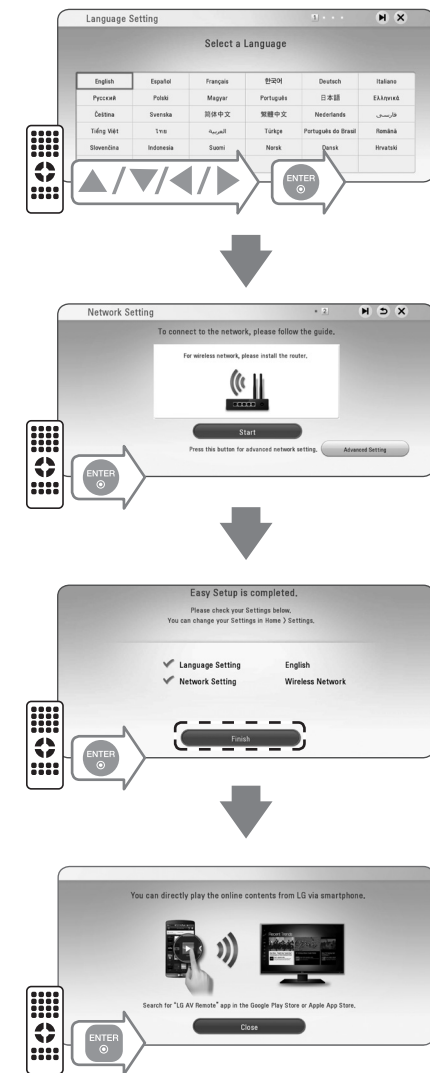 Language Setting
1
Select a Language
English Español Français 한국어 Deutsch Italiano
Русский Polski Magyar Português 日本語 Ελληνικά
Čeština Svenska 简体中文 繁體中文 Nederlands فارسی
Tiếng Việt ไทย العربية Türkçe Português do Brasil Română
Slovenčina Indonesia Suomi Norsk Dansk Hrvatski
ENTER
Network Setting
2
To connect to the network, please follow the guide.
For wireless network, please install the router.
Start
Press this button for advanced network setting. Advanced Setting
ENTER
Easy Setup is completed.
Please check your Settings below.
You can change your Settings in Home > Settings.
Language Setting English
Network Setting Wireless Network
Finish
ENTER
You can directly play the online contents from LG via smartphone.
Search for "LG AV Remote" app in the Google Play Store or Apple App Store.
Close
ENTER